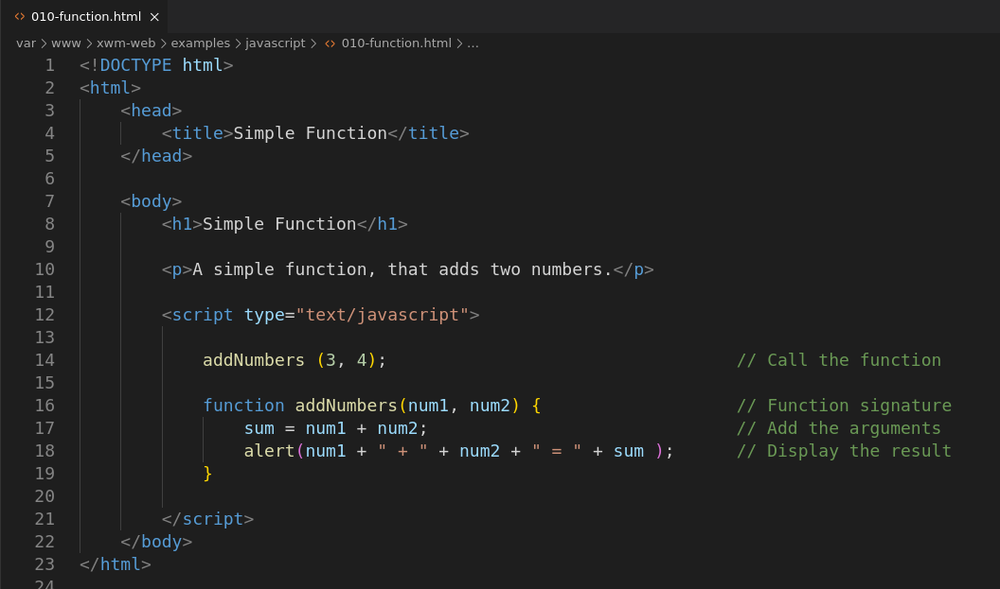 010-function.html
var > www > xwm-web > examples > javascript > 010-function.html > ...
1 <!DOCTYPE html>
2 <html>
3     <head>
4         <title>Simple Function</title>
5     </head>
6
7     <body>
8         <h1>Simple Function</h1>
9
10         <p>A simple function, that adds two numbers.</p>
11
12         <script type="text/javascript">
13
14             addNumbers (3, 4);                                  // Call the function
15
16             function addNumbers(num1, num2) {                   // Function signature
17                 sum = num1 + num2;                              // Add the arguments
18                 alert(num1 + " + " + num2 + " = " + sum );      // Display the result
19             }
20
21         </script>
22     </body>
23 </html>
24